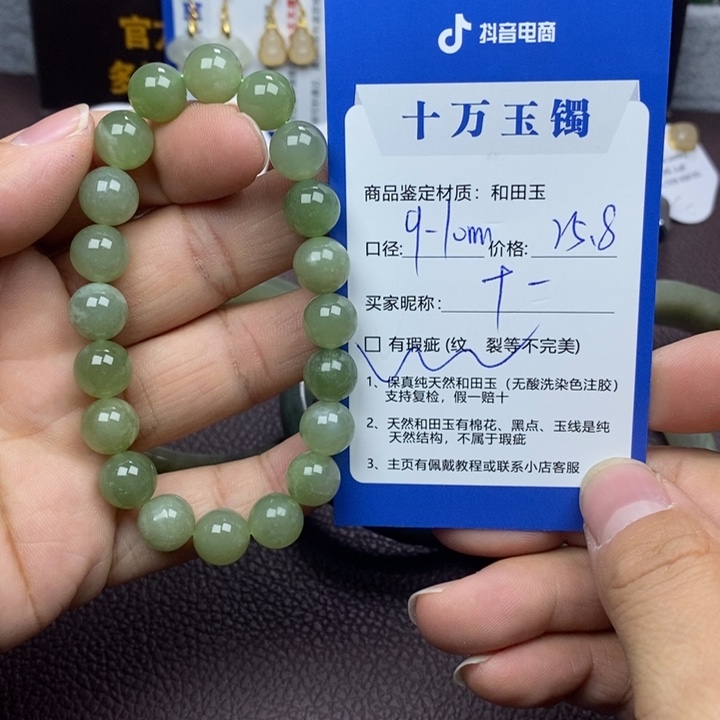 官
多
抖音电商
十万玉镯
商品鉴定材质：和田玉
口径：9-10mm 价格：25.8
买家昵称：十一
有瑕疵 (纹、裂等不完美)
1、保真纯天然和田玉（无酸洗染色注胶）
支持复检，假一赔十
2、天然和田玉有棉花、黑点、玉线是纯
天然结构，不属于瑕疵
3、主页有佩戴教程或联系小店客服